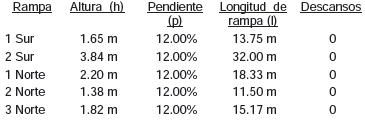 Rampa Altura (h) Pendiente (p) Longitud de rampa (l) Descansos
1 Sur 1.65 m 12.00% 13.75 m 0
2 Sur 3.84 m 12.00% 32.00 m 0
1 Norte 2.20 m 12.00% 18.33 m 0
2 Norte 1.38 m 12.00% 11.50 m 0
3 Norte 1.82 m 12.00% 15.17 m 0